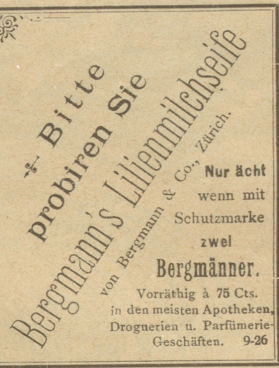 Bitte
probiren Sie
Bergmann's Lilienmilchseife
von Bergmann & Co., Zürich.
Nur ächt
wenn mit
Schutzmarke
zwei
Bergmänner.
Vorräthig à 75 Cts.
in den meisten Apotheken,
Droguerien u. Parfümerie-
Geschäften. 9-26